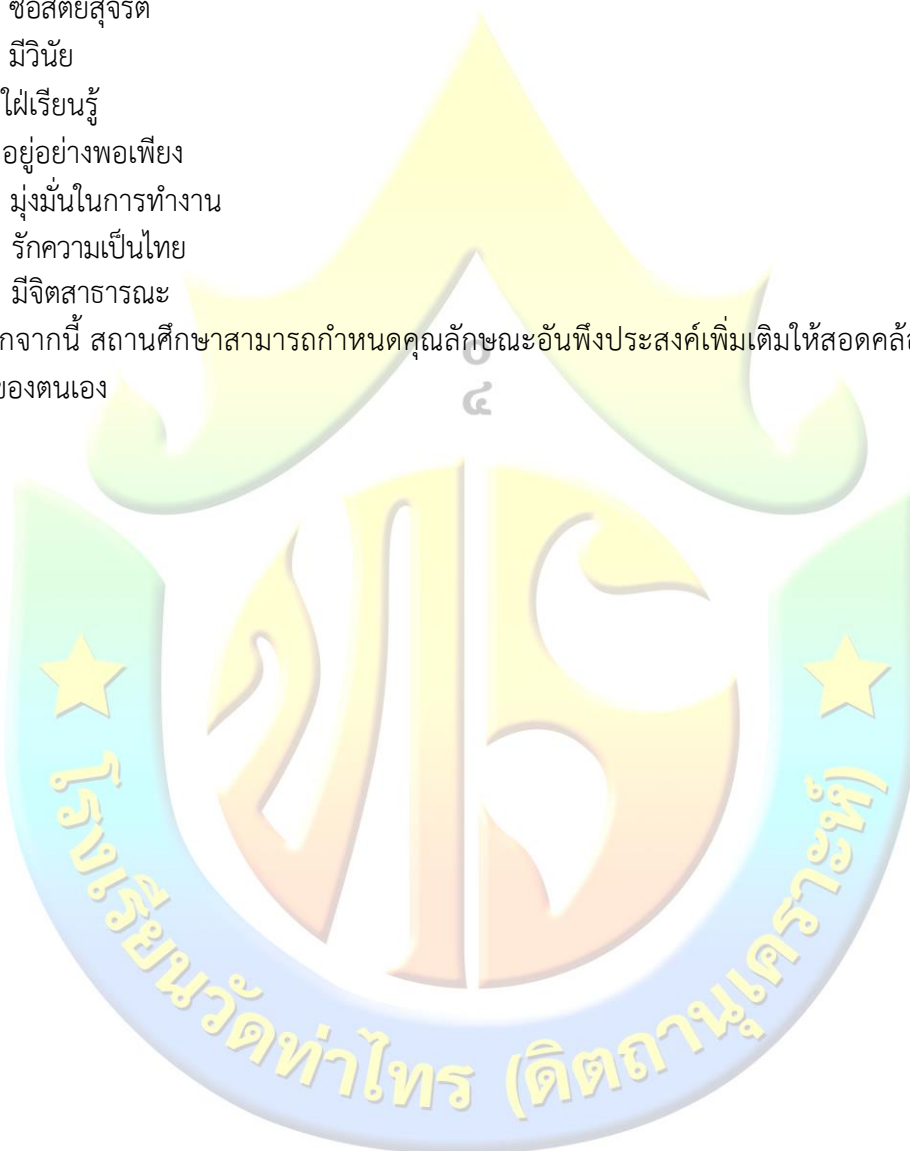 ซื่อสัตย์สุจริต
มีวินัย
ใฝ่เรียนรู้
อยู่อย่างพอเพียง
มุ่งมั่นในการทำงาน
รักความเป็นไทย
มีจิตสาธารณะ
กจากนี้ สถานศึกษาสามารถกำหนดคุณลักษณะอันพึงประสงค์เพิ่มเติมให้สอดคล้อ
ของตนเอง
ทร
โรงเรียนวัดท่าไทร (ดิตถานุเคราะห์)